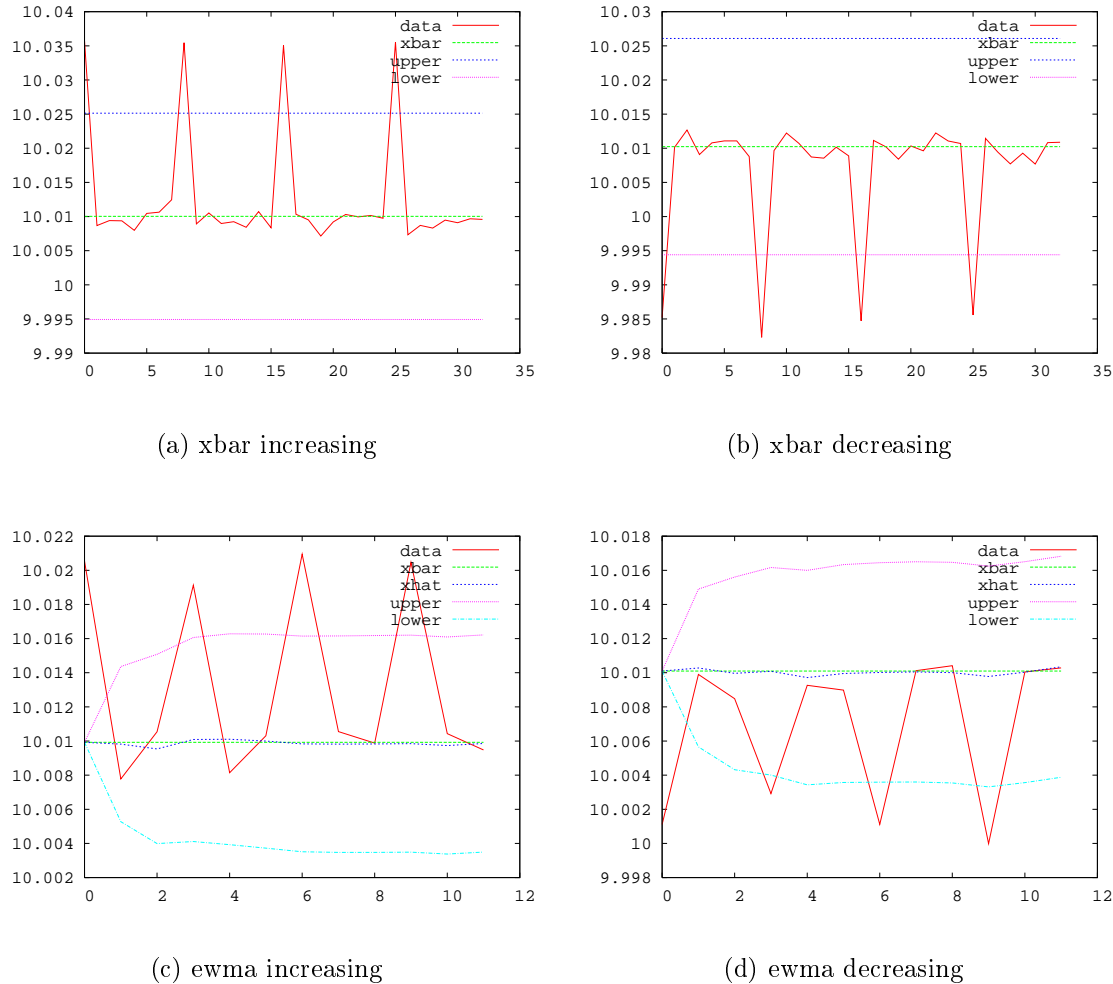 10.04
10.035
10.03
10.025
10.02
10.015
10.01
10.005
10
9.995
9.99
0 5 10 15 20 25 30 35
data
xbar
upper
lower
(a) xbar increasing
10.03
10.025
10.02
10.015
10.01
10.005
10
9.995
9.99
9.985
9.98
0 5 10 15 20 25 30 35
data
xbar
upper
lower
(b) xbar decreasing
10.022
10.02
10.018
10.016
10.014
10.012
10.01
10.008
10.006
10.004
10.002
0 2 4 6 8 10 12
data
xbar
xhat
upper
lower
(c) ewma increasing
10.018
10.016
10.014
10.012
10.01
10.008
10.006
10.004
10.002
10
9.998
0 2 4 6 8 10 12
data
xbar
xhat
upper
lower
(d) ewma decreasing